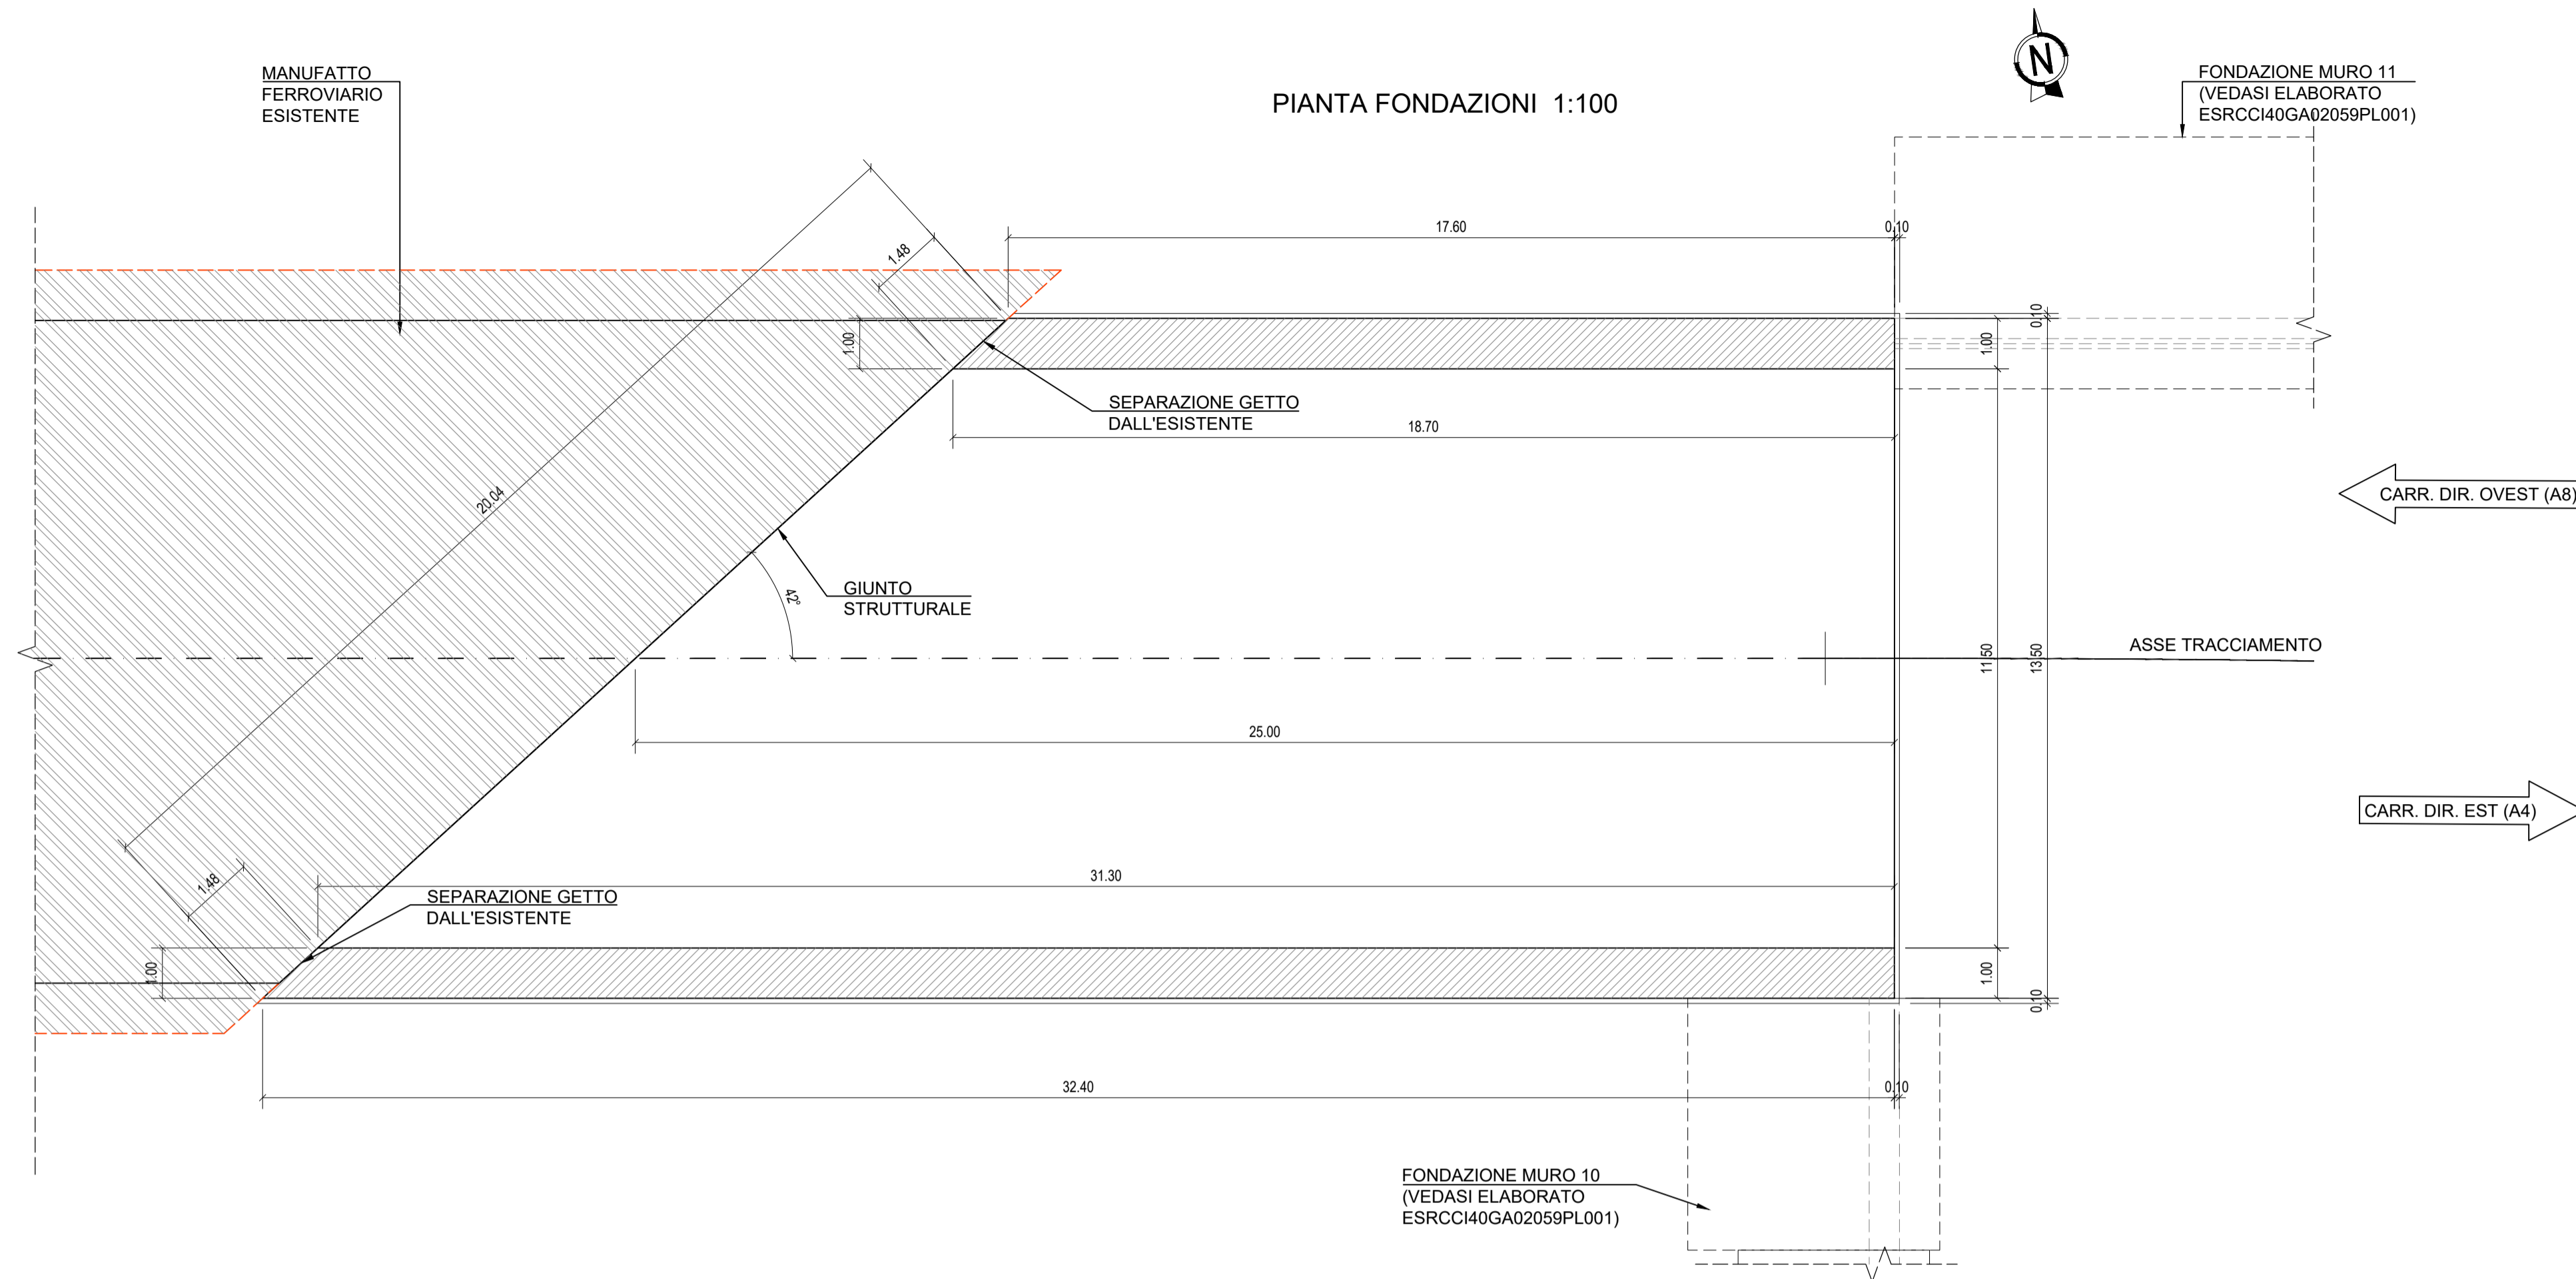 N
MANUFATTO
FERROVIARIO
ESISTENTE
PIANTA FONDAZIONI 1:100
FONDAZIONE MURO 11
(VEDASI ELABORATO
ESRCCI40GA02059PL001)
17.60
0.10
1.48
0.10
1.00
1.00
SEPARAZIONE GETTO
DALL'ESISTENTE
18.70
20.04
CARR. DIR. OVEST (A8)
GIUNTO
STRUTTURALE
42°
ASSE TRACCIAMENTO
11.50
13.50
25.00
CARR. DIR. EST (A4)
31.30
1.48
SEPARAZIONE GETTO
DALL'ESISTENTE
1.00
1.00
0.10
32.40
0.10
FONDAZIONE MURO 10
(VEDASI ELABORATO
ESRCCI40GA02059PL001)